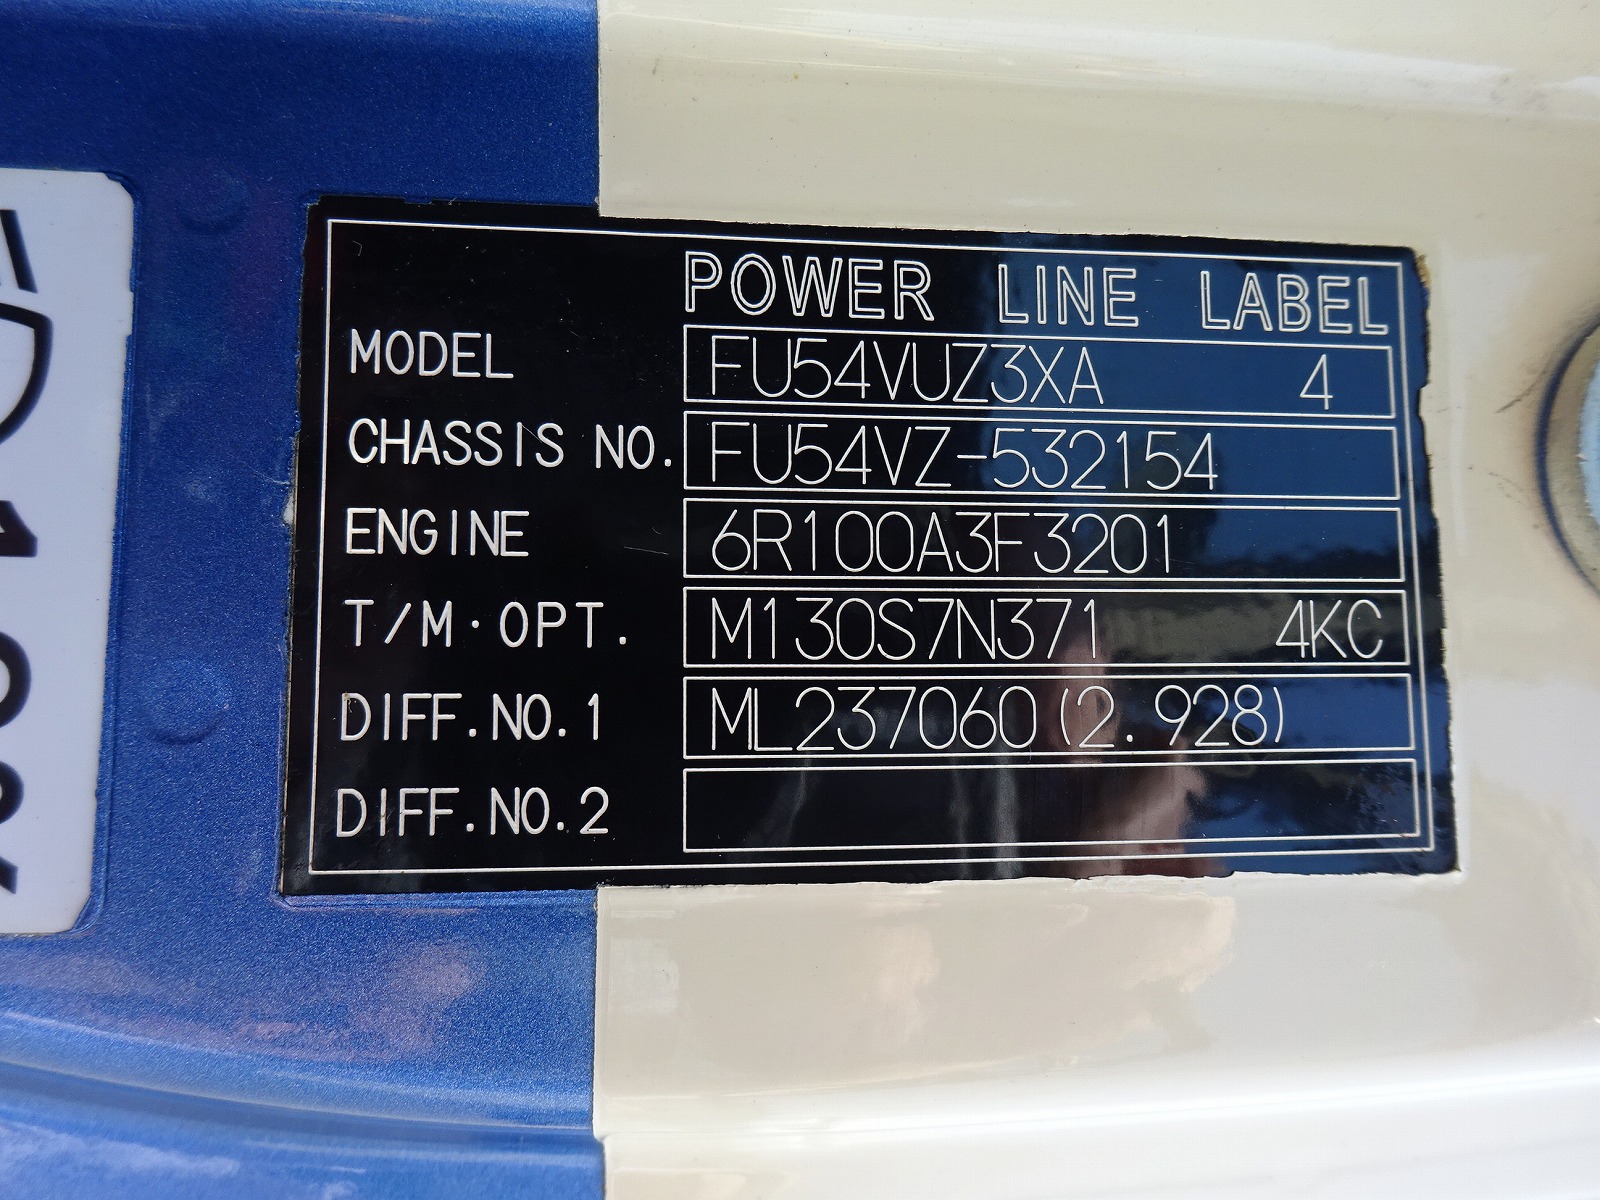 POWER LINE LABEL
MODEL FU54VUZ3XA 4
CHASSIS NO. FU54VZ-532154
ENGINE 6R100A3F3201
T/M·OPT. M130S7N371 4KC
DIFF.NO.1 ML237060(2.928)
DIFF.NO.2